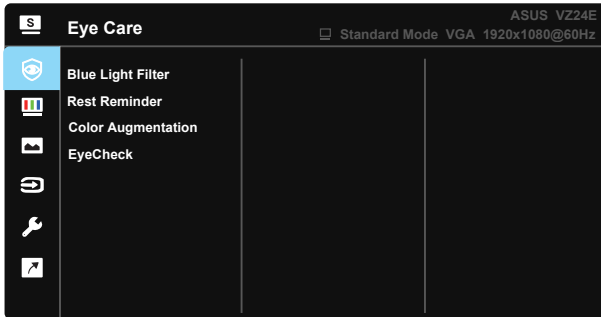 S
Eye Care
ASUS VZ24E
Standard Mode VGA 1920x1080@60Hz
Blue Light Filter
Rest Reminder
Color Augmentation
EyeCheck